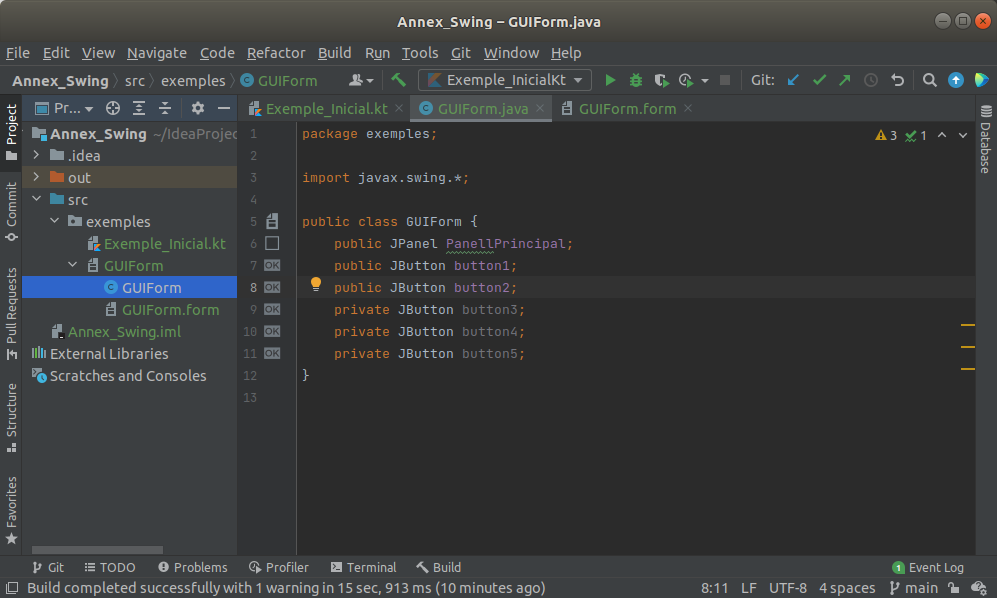 Annex_Swing – GUIForm.java
File Edit View Navigate Code Refactor Build Run Tools Git Window Help
Annex_Swing src exemples GUIForm Exemple_InicialKt Git:
Project
Commit
Pull Requests
Structure
Favorites
Pr...
Annex_Swing ~/IdeaProjec
.idea
out
src
exemples
Exemple_Inicial.kt
GUIForm
GUIForm
GUIForm.form
Annex_Swing.iml
External Libraries
Scratches and Consoles
Exemple_Inicial.kt GUIForm.java GUIForm.form
3 1
1 package exemples;
2
3 import javax.swing.*;
4
5 public class GUIForm {
6 public JPanel PanellPrincipal;
7 OK public JButton button1;
8 OK public JButton button2;
9 OK private JButton button3;
10 OK private JButton button4;
11 OK private JButton button5;
12 }
13
Database
Git TODO Problems Profiler Terminal Build 1 Event Log
Build completed successfully with 1 warning in 15 sec, 913 ms (10 minutes ago) 8:11 LF UTF-8 4 spaces main